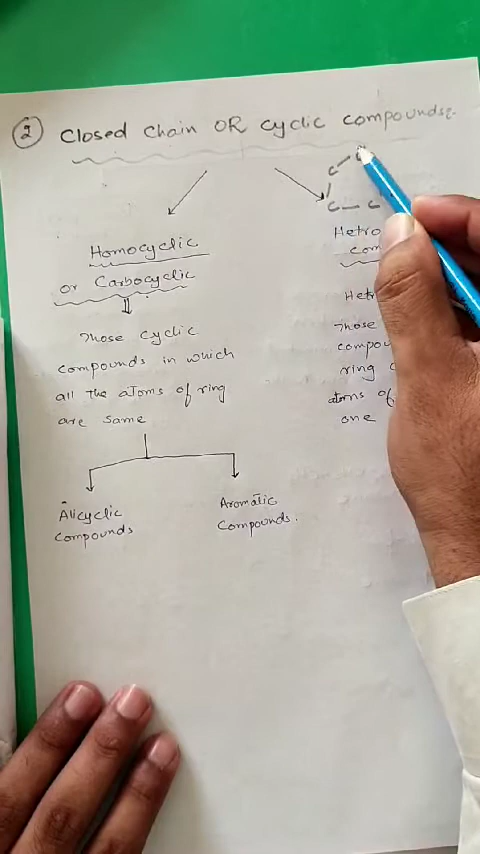 2 Closed chain OR cyclic compounds:-
C
C — C
Homocyclic
or Carbocyclic
Those cyclic
compounds in which
all the atoms of ring
are same
Alicyclic
compounds
Aromatic
Compounds.
Hetro
Those
ring
atoms of
one